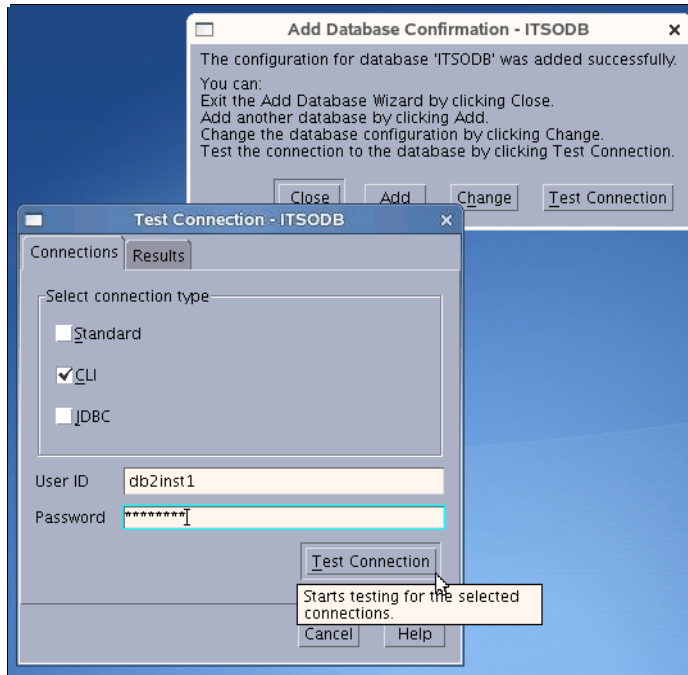 Add Database Confirmation - ITSODB
The configuration for database 'ITSODB' was added successfully.
You can:
Exit the Add Database Wizard by clicking Close.
Add another database by clicking Add.
Change the database configuration by clicking Change.
Test the connection to the database by clicking Test Connection.
Close
Add
Change
Test Connection
Test Connection - ITSODB
Connections
Results
Select connection type
Standard
CLI
JDBC
User ID
db2inst1
Password
********
Test Connection
Starts testing for the selected
connections.
Cancel
Help